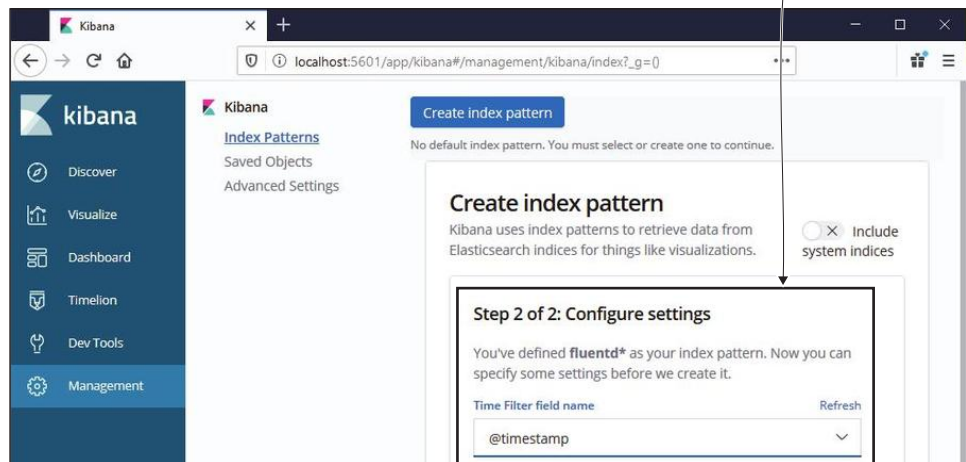 Kibana
localhost:5601/app/kibana#/management/kibana/index?_g=()
kibana
Discover
Visualize
Dashboard
Timelion
Dev Tools
Management
Kibana
Index Patterns
Saved Objects
Advanced Settings
Create index pattern
No default index pattern. You must select or create one to continue.
Create index pattern
Kibana uses index patterns to retrieve data from
Elasticsearch indices for things like visualizations.
Include
system indices
Step 2 of 2: Configure settings
You've defined fluentd* as your index pattern. Now you can
specify some settings before we create it.
Time Filter field name
Refresh
@timestamp